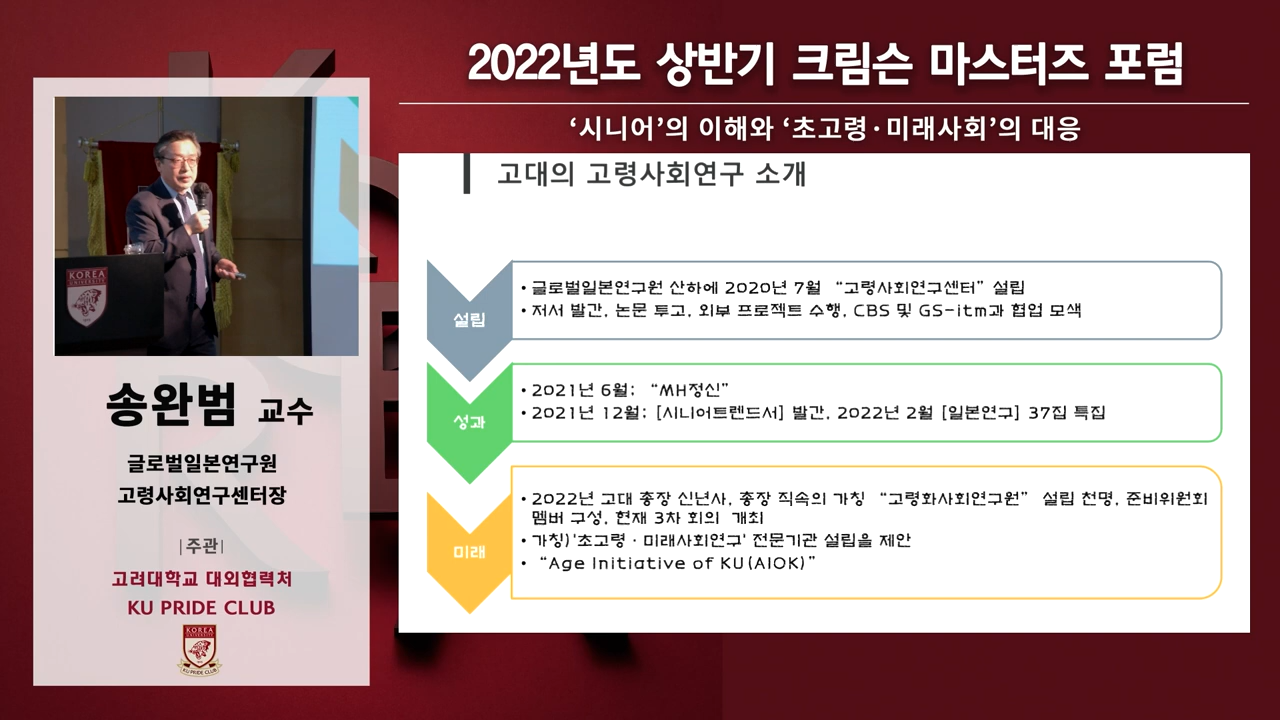 2022년도 상반기 크림슨 마스터즈 포럼
‘시니어’의 이해와 ‘초고령·미래사회’의 대응
고대의 고령사회연구 소개
설립
• 글로벌일본연구원 산하에 2020년 7월 “고령사회연구센터” 설립
• 저서 발간, 논문 투고, 외부 프로젝트 수행, CBS 및 GS-itm과 협업 모색
성과
• 2021년 6월: “MH정신”
• 2021년 12월: [시니어트렌드서] 발간, 2022년 2월 [일본연구] 37집 특집
미래
• 2022년 고대 총장 신년사, 총장 직속의 가칭 “고령화사회연구원” 설립 천명, 준비위원회
멤버 구성, 현재 3차 회의 개최
• 가칭)'초고령·미래사회연구' 전문기관 설립을 제안
• “Age Initiative of KU(AIOK)”
KOREA
UNIVERSITY
송완범 교수
글로벌일본연구원
고령사회연구센터장
|주관|
고려대학교 대외협력처
KU PRIDE CLUB
KOREA
UNIVERSITY
KU PRIDE CLUB